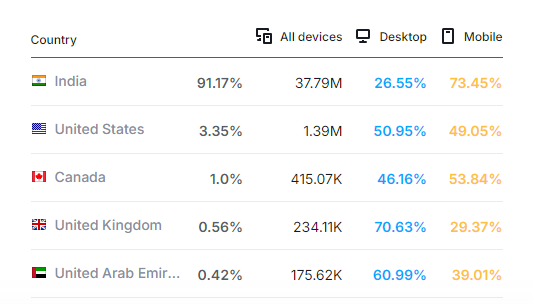 Country All devices Desktop Mobile
India 91.17% 37.79M 26.55% 73.45%
United States 3.35% 1.39M 50.95% 49.05%
Canada 1.0% 415.07K 46.16% 53.84%
United Kingdom 0.56% 234.11K 70.63% 29.37%
United Arab Emir... 0.42% 175.62K 60.99% 39.01%